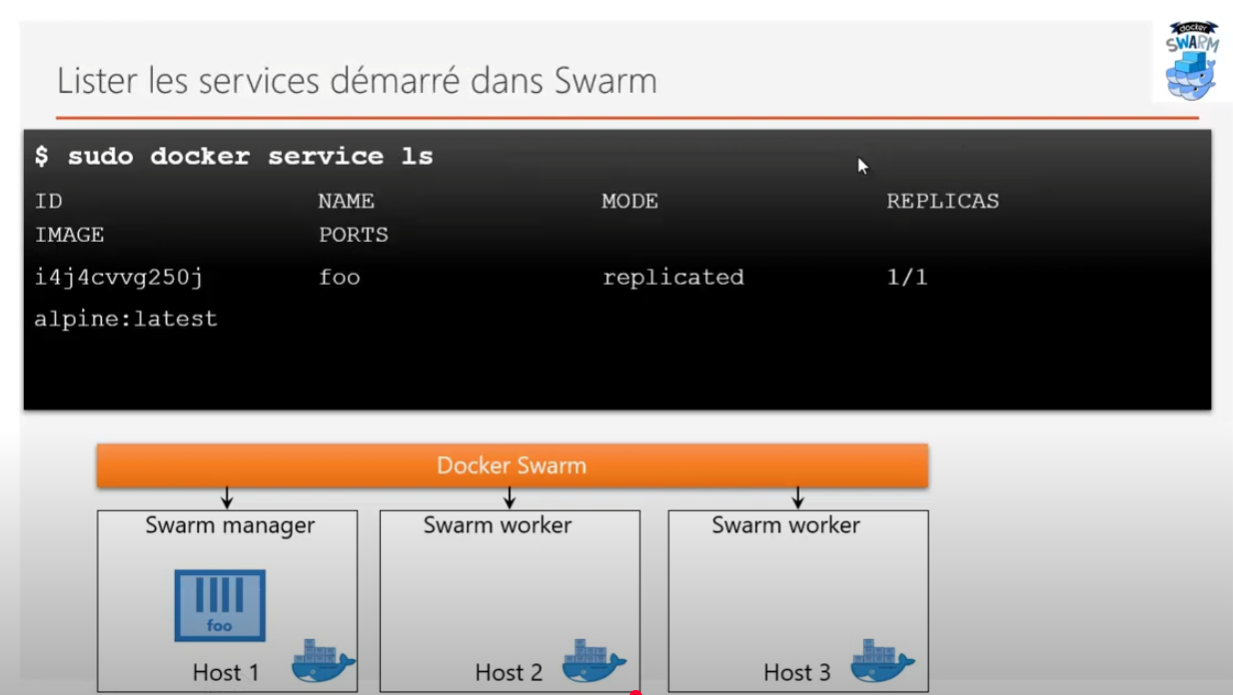 docker
SWARM
Lister les services démarré dans Swarm
$ sudo docker service ls
ID NAME MODE REPLICAS
IMAGE PORTS
i4j4cvvg250j foo replicated 1/1
alpine:latest
Docker Swarm
Swarm manager Swarm worker Swarm worker
foo
Host 1 Host 2 Host 3